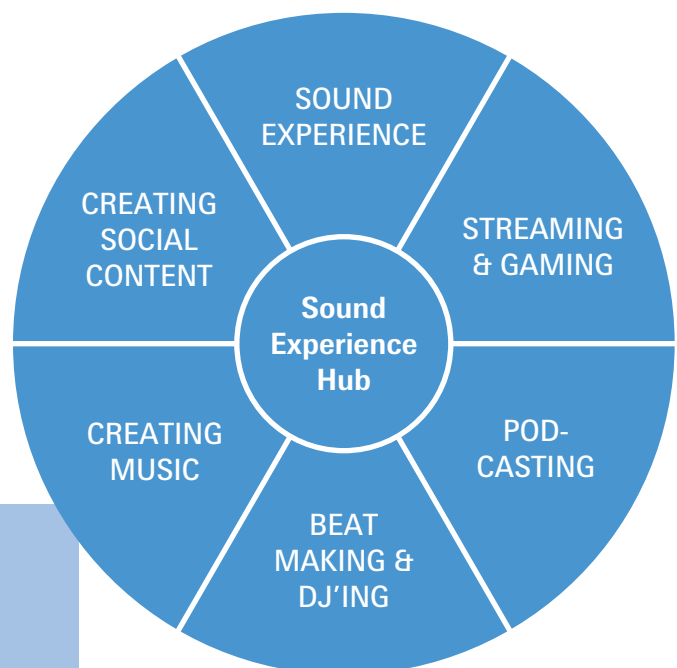 SOUND
EXPERIENCE
STREAMING
& GAMING
POD-
CASTING
BEAT
MAKING &
DJ'ING
CREATING
MUSIC
CREATING
SOCIAL
CONTENT
Sound
Experience
Hub